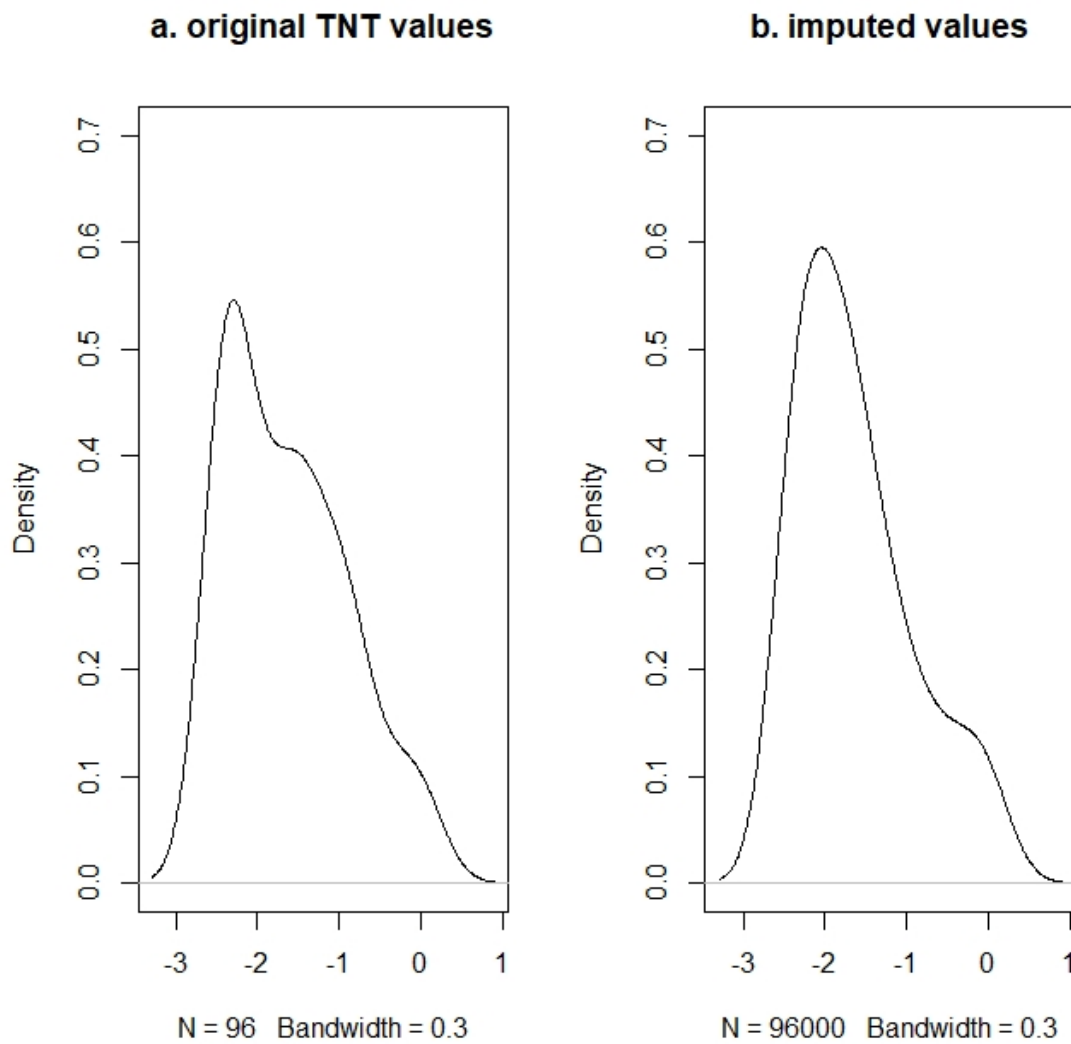 a. original TNT values
Density
0.0 0.1 0.2 0.3 0.4 0.5 0.6 0.7
-3 -2 -1 0 1
N = 96 Bandwidth = 0.3
b. imputed values
Density
0.0 0.1 0.2 0.3 0.4 0.5 0.6 0.7
-3 -2 -1 0 1
N = 96000 Bandwidth = 0.3